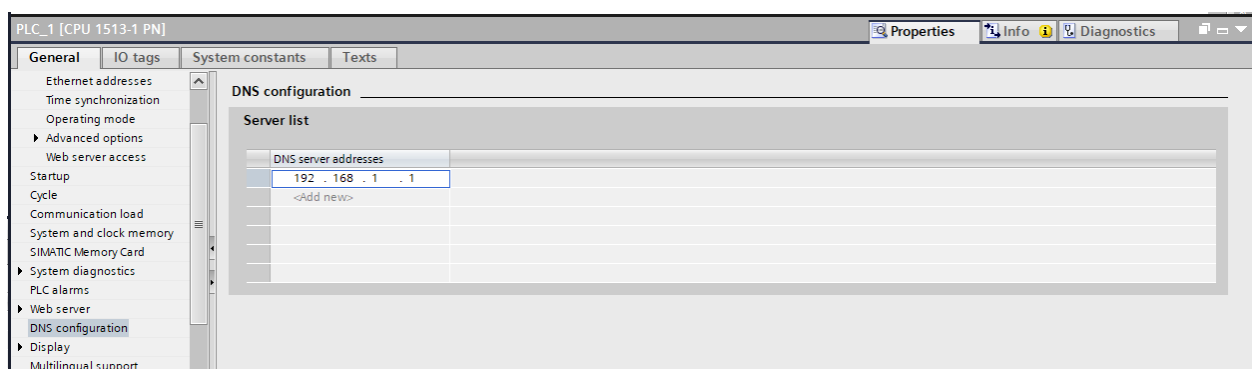 PLC_1 [CPU 1513-1 PN]
Properties Info Diagnostics
General IO tags System constants Texts
Ethernet addresses
Time synchronization
Operating mode
Advanced options
Web server access
Startup
Cycle
Communication load
System and clock memory
SIMATIC Memory Card
System diagnostics
PLC alarms
Web server
DNS configuration
Display
Multilingual support
DNS configuration
Server list
DNS server addresses
192 . 168 . 1 . 1
<Add new>